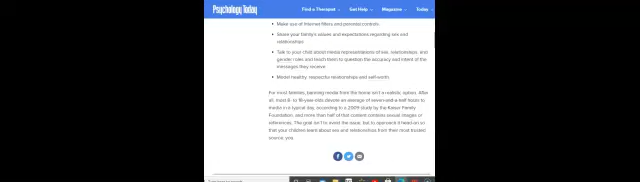 Psychology Today
Find a Therapist Get Help Magazine Today
• Make use of Internet filters and parental controls
• Share your family's values and expectations regarding sex and
relationships
• Talk to your child about media representations of sex, relationships, and
gender roles and teach them to question the accuracy and intent of the
messages they receive
• Model healthy, respectful relationships and self-worth.
For most families, banning media from the home isn't a realistic option. After
all, most 8- to 18-year-olds devote an average of seven-and-a-half hours to
media in a typical day, according to a 2009 study by the Kaiser Family
Foundation, and more than half of that content contains sexual images or
references. The goal isn't to avoid the issue, but to approach it head-on so
that your children learn about sex and relationships from their most trusted
source: you.